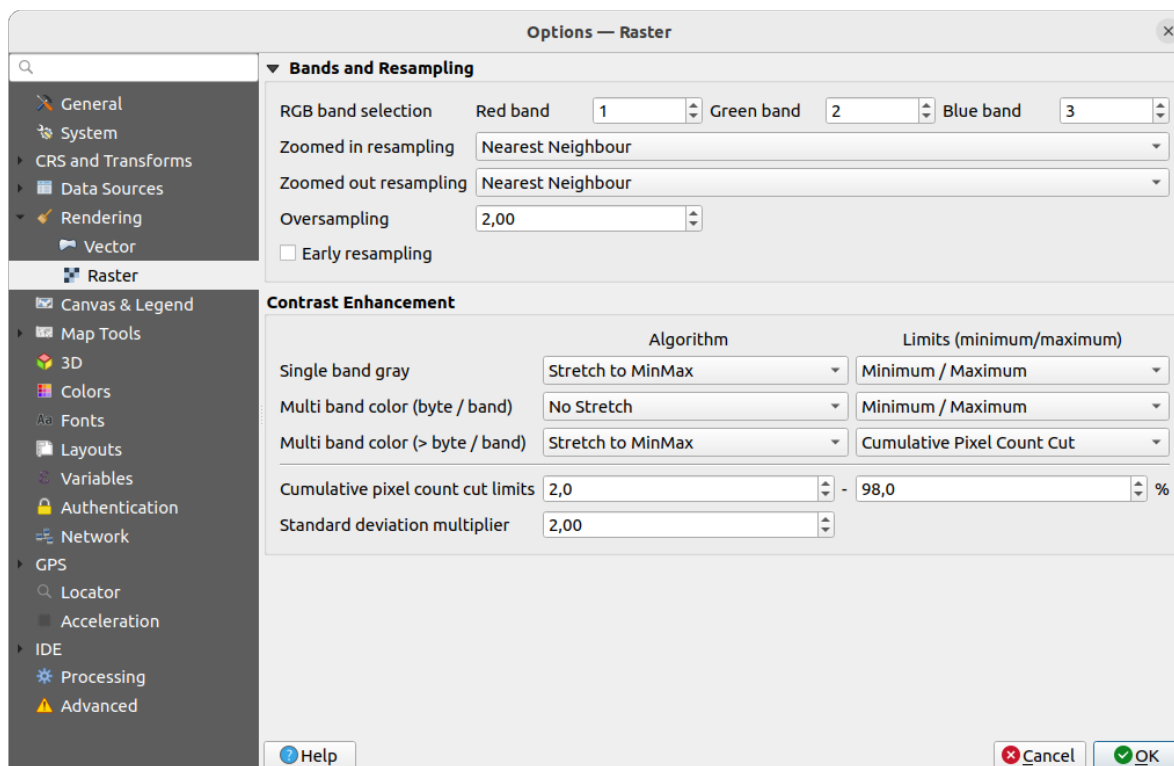 Options — Raster
General
System
CRS and Transforms
Data Sources
Rendering
Vector
Raster
Canvas & Legend
Map Tools
3D
Colors
Aa Fonts
Layouts
Variables
Authentication
Network
GPS
Locator
Acceleration
IDE
Processing
Advanced
Bands and Resampling
RGB band selection Red band 1 Green band 2 Blue band 3
Zoomed in resampling Nearest Neighbour
Zoomed out resampling Nearest Neighbour
Oversampling 2,00
Early resampling
Contrast Enhancement
Algorithm Limits (minimum/maximum)
Single band gray Stretch to MinMax Minimum / Maximum
Multi band color (byte / band) No Stretch Minimum / Maximum
Multi band color (> byte / band) Stretch to MinMax Cumulative Pixel Count Cut
Cumulative pixel count cut limits 2,0 - 98,0 %
Standard deviation multiplier 2,00
Help Cancel OK